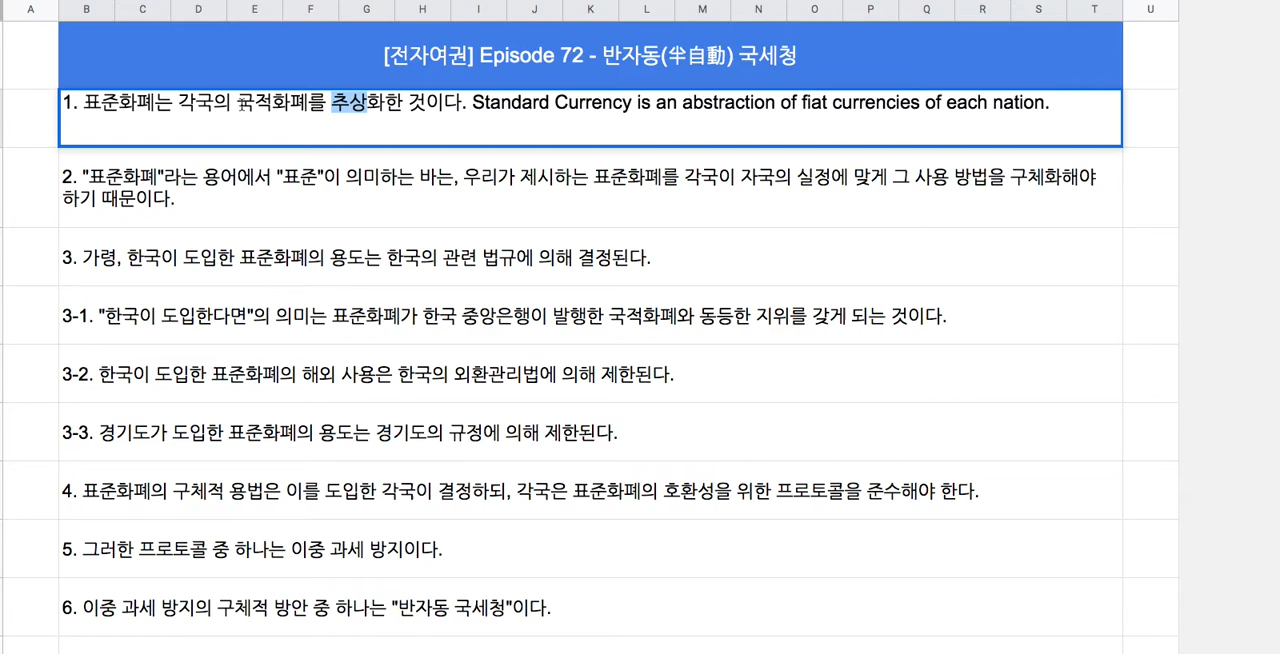 A B C D E F G H I J K L M N O P Q R S T U
[전자여권] Episode 72 - 반자동(半自動) 국세청
1. 표준화폐는 각국의 국적화폐를 추상화한 것이다. Standard Currency is an abstraction of fiat currencies of each nation.
2. "표준화폐"라는 용어에서 "표준"이 의미하는 바는, 우리가 제시하는 표준화폐를 각국이 자국의 실정에 맞게 그 사용 방법을 구체화해야
하기 때문이다.
3. 가령, 한국이 도입한 표준화폐의 용도는 한국의 관련 법규에 의해 결정된다.
3-1. "한국이 도입한다면"의 의미는 표준화폐가 한국 중앙은행이 발행한 국적화폐와 동등한 지위를 갖게 되는 것이다.
3-2. 한국이 도입한 표준화폐의 해외 사용은 한국의 외환관리법에 의해 제한된다.
3-3. 경기도가 도입한 표준화폐의 용도는 경기도의 규정에 의해 제한된다.
4. 표준화폐의 구체적 용법은 이를 도입한 각국이 결정하되, 각국은 표준화폐의 호환성을 위한 프로토콜을 준수해야 한다.
5. 그러한 프로토콜 중 하나는 이중 과세 방지이다.
6. 이중 과세 방지의 구체적 방안 중 하나는 "반자동 국세청"이다.